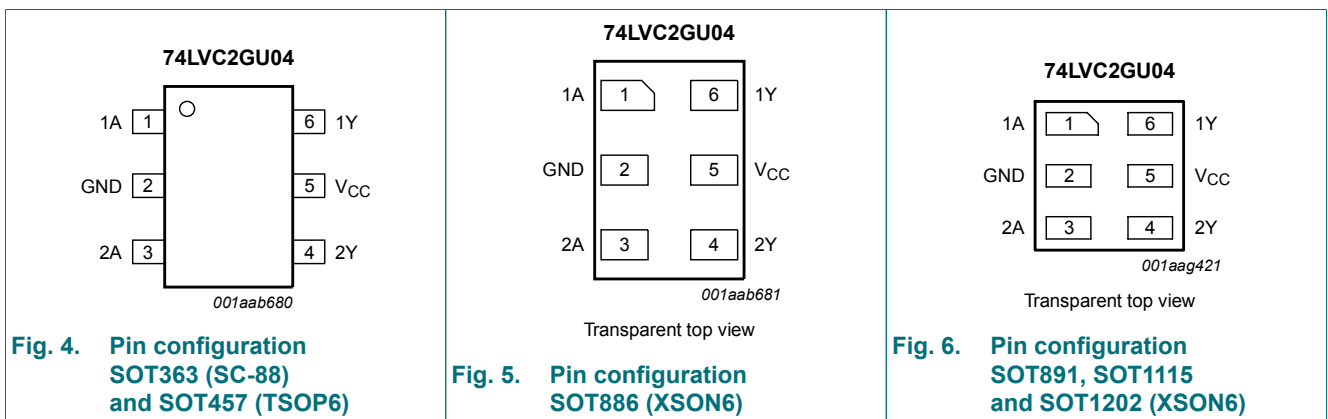 74LVC2GU04
1A 1 6 1Y
GND 2 5 VCC
2A 3 4 2Y
001aab680
Fig. 4. Pin configuration
SOT363 (SC-88)
and SOT457 (TSOP6)
74LVC2GU04
1A 1 6 1Y
GND 2 5 VCC
2A 3 4 2Y
001aab681
Transparent top view
Fig. 5. Pin configuration
SOT886 (XSON6)
74LVC2GU04
1A 1 6 1Y
GND 2 5 VCC
2A 3 4 2Y
001aag421
Transparent top view
Fig. 6. Pin configuration
SOT891, SOT1115
and SOT1202 (XSON6)